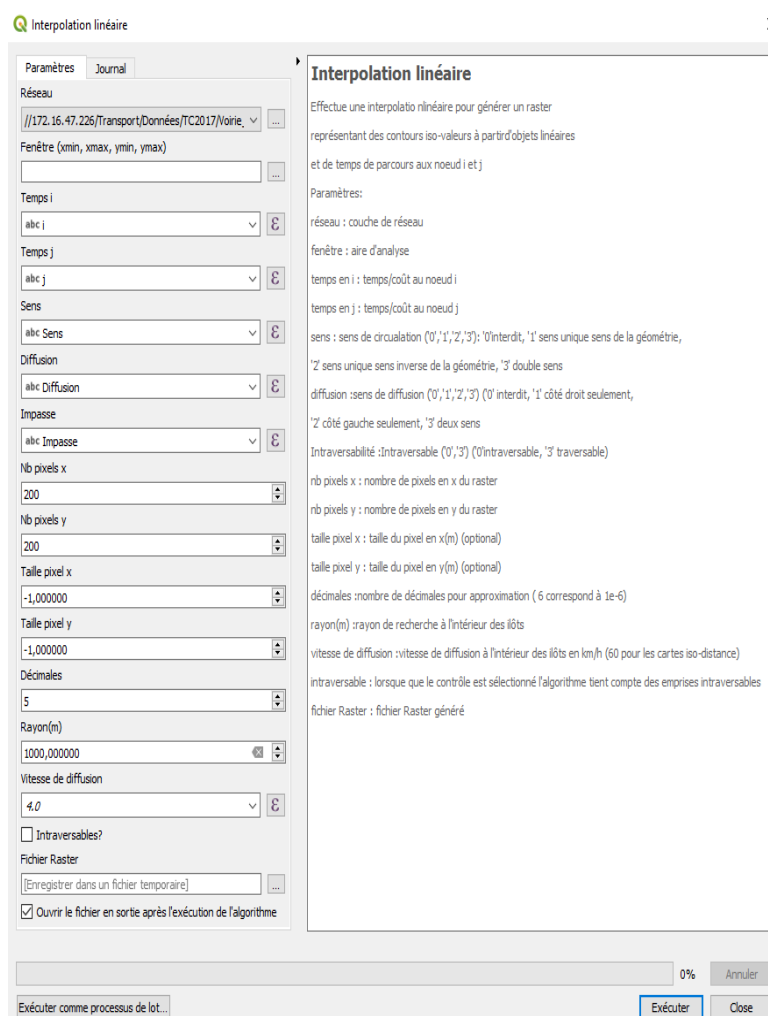 Interpolation linéaire
Paramètres
Journal
Réseau
//172.16.47.226/Transport/Données/TC2017/Voirie_
...
Fenêtre (xmin, xmax, ymin, ymax)
...
Temps i
abc i
ε
Temps j
abc j
ε
Sens
abc Sens
ε
Diffusion
abc Diffusion
ε
Impasse
abc Impasse
ε
Nb pixels x
200
Nb pixels y
200
Taille pixel x
-1,000000
Taille pixel y
-1,000000
Décimales
5
Rayon(m)
1000,000000
Vitesse de diffusion
4.0
ε
Intraversables?
Fichier Raster
[Enregistrer dans un fichier temporaire]
...
Ouvrir le fichier en sortie après l'exécution de l'algorithme
Interpolation linéaire
Effectue une interpolatio nlinéaire pour générer un raster
représentant des contours iso-valeurs à partird'objets linéaires
et de temps de parcours aux noeud i et j
Paramètres:
réseau : couche de réseau
fenêtre : aire d'analyse
temps en i : temps/coût au noeud i
temps en j : temps/coût au noeud j
sens : sens de circualation ('0','1','2','3'): '0'interdit, '1' sens unique sens de la géométrie,
'2' sens unique sens inverse de la géométrie, '3' double sens
diffusion :sens de diffusion ('0','1','2','3') ('0' interdit, '1' côté droit seulement,
'2' côté gauche seulement, '3' deux sens
Intraversabilité :Intraversable ('0','3') ('0'intraversable, '3' traversable)
nb pixels x : nombre de pixels en x du raster
nb pixels y : nombre de pixels en y du raster
taille pixel x : taille du pixel en x(m) (optional)
taille pixel y : taille du pixel en y(m) (optional)
décimales :nombre de décimales pour approximation ( 6 correspond à 1e-6)
rayon(m) :rayon de recherche à l'intérieur des ilôts
vitesse de diffusion :vitesse de diffusion à l'intérieur des ilôts en km/h (60 pour les cartes iso-distance)
intraversable : lorsque que le contrôle est sélectionné l'algorithme tient compte des emprises intraversables
fichier Raster : fichier Raster généré
0%
Annuler
Exécuter comme processus de lot...
Exécuter
Close